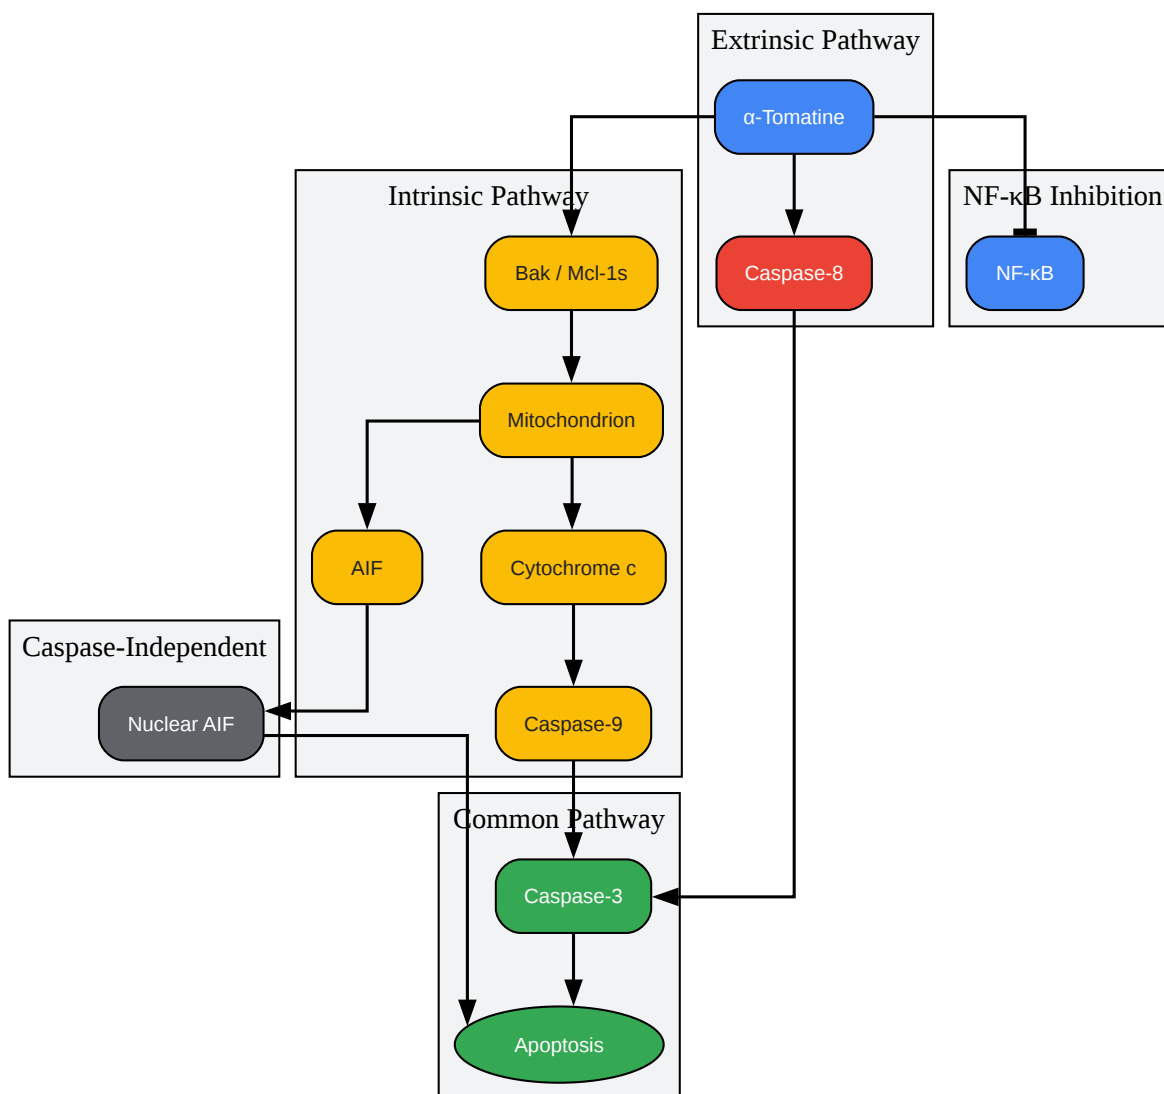 Extrinsic Pathway
α-Tomatine
Intrinsic Pathway
NF-κB Inhibition
Bak / Mcl-1s
Caspase-8
NF-κB
Mitochondrion
AIF
Cytochrome c
Caspase-Independent
Nuclear AIF
Caspase-9
Common Pathway
Caspase-3
Apoptosis